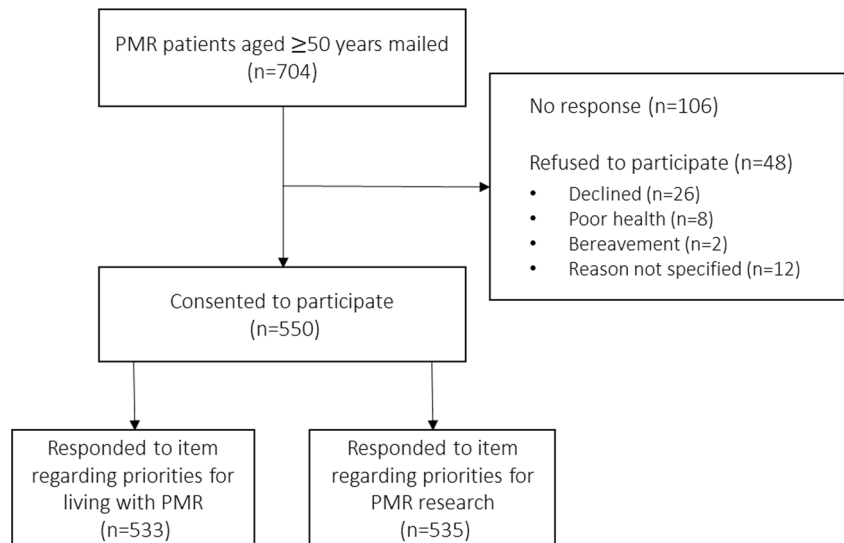 PMR patients aged ≥50 years mailed
(n=704)
No response (n=106)
Refused to participate (n=48)
• Declined (n=26)
• Poor health (n=8)
• Bereavement (n=2)
• Reason not specified (n=12)
Consented to participate
(n=550)
Responded to item
regarding priorities for
living with PMR
(n=533)
Responded to item
regarding priorities for
PMR research
(n=535)